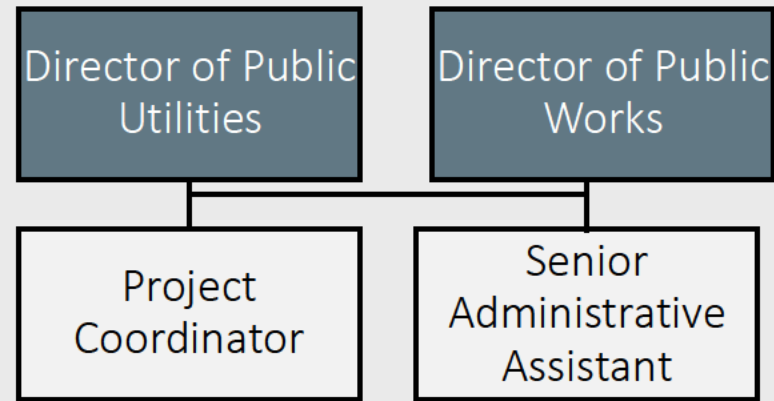 Director of Public
Utilities
Director of Public
Works
Project
Coordinator
Senior
Administrative
Assistant